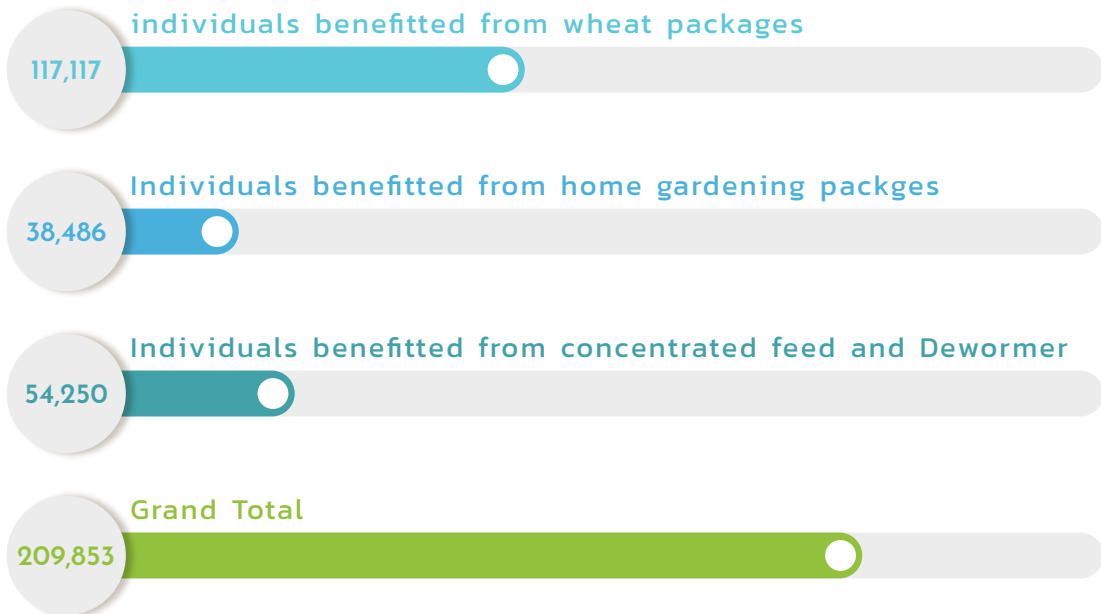 individuals benefitted from wheat packages
117,117
Individuals benefitted from home gardening packges
38,486
Individuals benefitted from concentrated feed and Dewormer
54,250
Grand Total
209,853